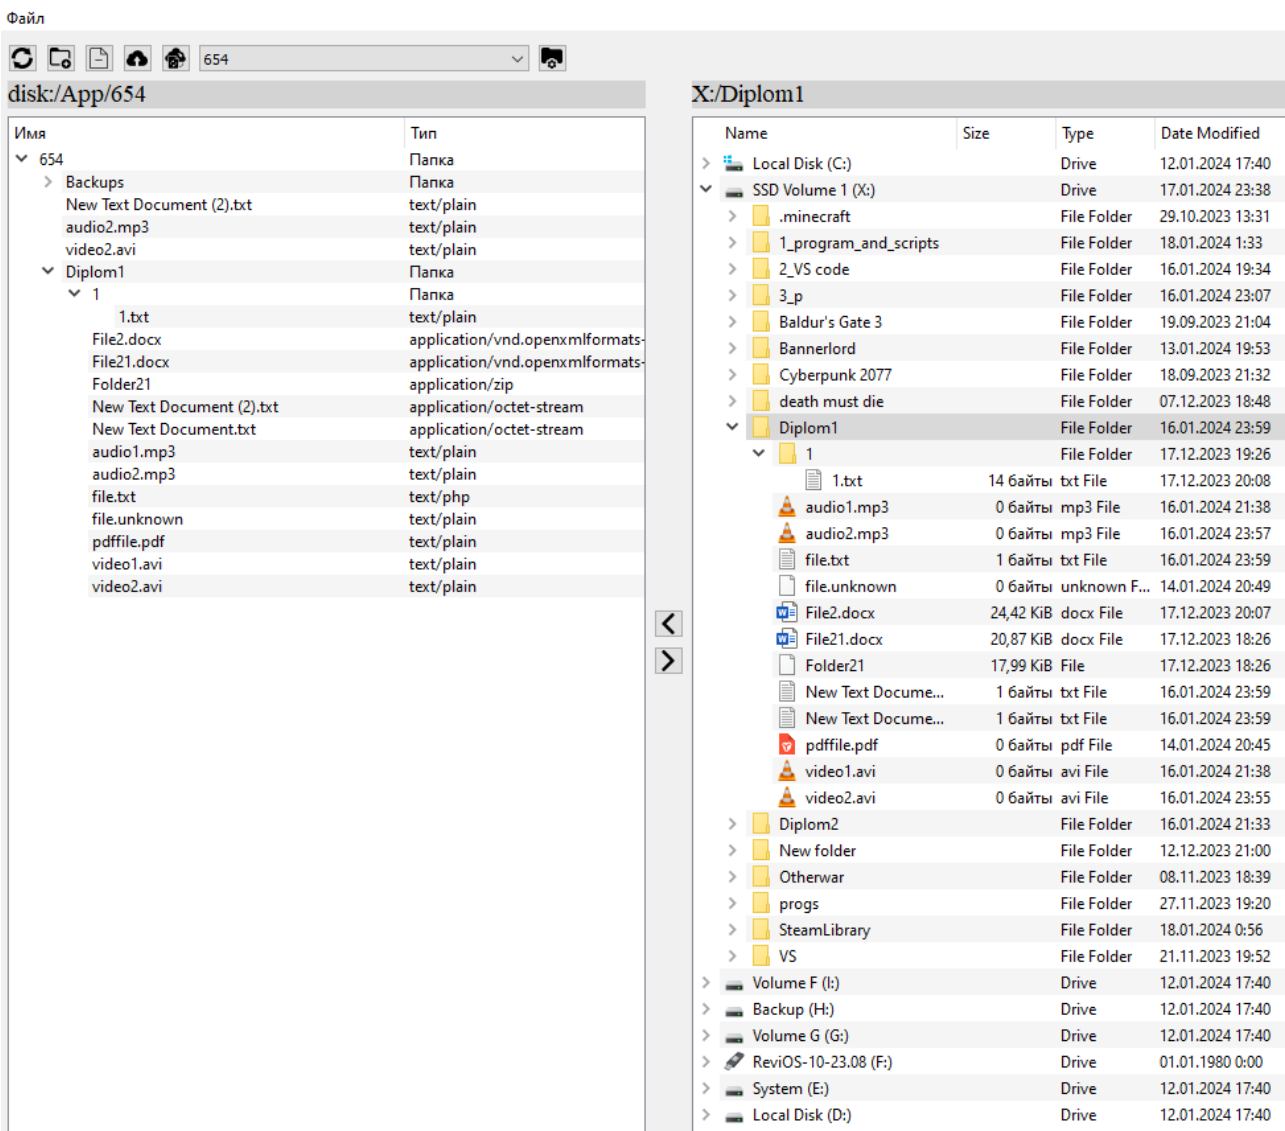 Файл
654
disk:/App/654
Имя Тип
654 Папка
Backups Папка
New Text Document (2).txt text/plain
audio2.mp3 text/plain
video2.avi text/plain
Diplom1 Папка
1 Папка
1.txt text/plain
File2.docx application/vnd.openxmlformats-
File21.docx application/vnd.openxmlformats-
Folder21 application/zip
New Text Document (2).txt application/octet-stream
New Text Document.txt application/octet-stream
audio1.mp3 text/plain
audio2.mp3 text/plain
file.txt text/php
file.unknown text/plain
pdffile.pdf text/plain
video1.avi text/plain
video2.avi text/plain
X:/Diplom1
Name Size Type Date Modified
Local Disk (C:) Drive 12.01.2024 17:40
SSD Volume 1 (X:) Drive 17.01.2024 23:38
.minecraft File Folder 29.10.2023 13:31
1_program_and_scripts File Folder 18.01.2024 1:33
2_VS code File Folder 16.01.2024 19:34
3_p File Folder 16.01.2024 23:07
Baldur's Gate 3 File Folder 19.09.2023 21:04
Bannerlord File Folder 13.01.2024 19:53
Cyberpunk 2077 File Folder 18.09.2023 21:32
death must die File Folder 07.12.2023 18:48
Diplom1 File Folder 16.01.2024 23:59
1 File Folder 17.12.2023 19:26
1.txt 14 байты txt File 17.12.2023 20:08
audio1.mp3 0 байты mp3 File 16.01.2024 21:38
audio2.mp3 0 байты mp3 File 16.01.2024 23:57
file.txt 1 байты txt File 16.01.2024 23:59
file.unknown 0 байты unknown F... 14.01.2024 20:49
File2.docx 24,42 KiB docx File 17.12.2023 20:07
File21.docx 20,87 KiB docx File 17.12.2023 18:26
Folder21 17,99 KiB File 17.12.2023 18:26
New Text Docume... 1 байты txt File 16.01.2024 23:59
New Text Docume... 1 байты txt File 16.01.2024 23:59
pdffile.pdf 0 байты pdf File 14.01.2024 20:45
video1.avi 0 байты avi File 16.01.2024 21:38
video2.avi 0 байты avi File 16.01.2024 23:55
Diplom2 File Folder 16.01.2024 21:33
New folder File Folder 12.12.2023 21:00
Otherwar File Folder 08.11.2023 18:39
progs File Folder 27.11.2023 19:20
SteamLibrary File Folder 18.01.2024 0:56
VS File Folder 21.11.2023 19:52
Volume F (I:) Drive 12.01.2024 17:40
Backup (H:) Drive 12.01.2024 17:40
Volume G (G:) Drive 12.01.2024 17:40
ReviOS-10-23.08 (F:) Drive 01.01.1980 0:00
System (E:) Drive 12.01.2024 17:40
Local Disk (D:) Drive 12.01.2024 17:40